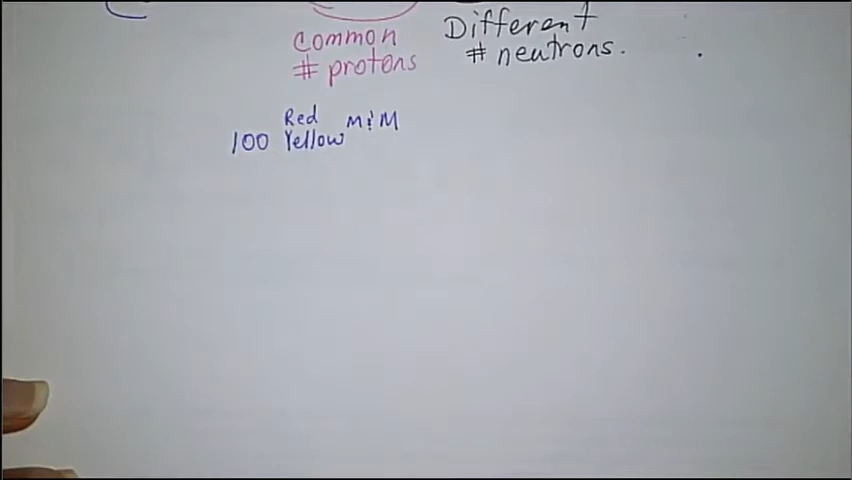 Common
# protons
Different
# neutrons.
Red M&M
100 Yellow